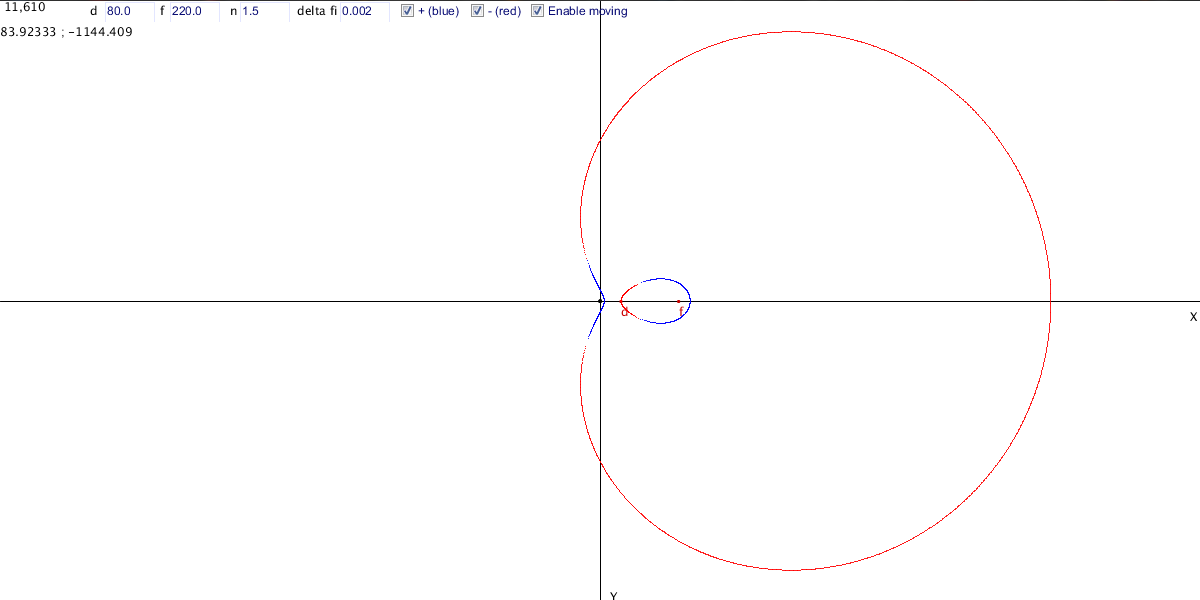 11,610 d 80.0 f 220.0 n 1.5 delta fi 0.002 + (blue) - (red) Enable moving
83.92333 ; -1144.409
d f
X
Y